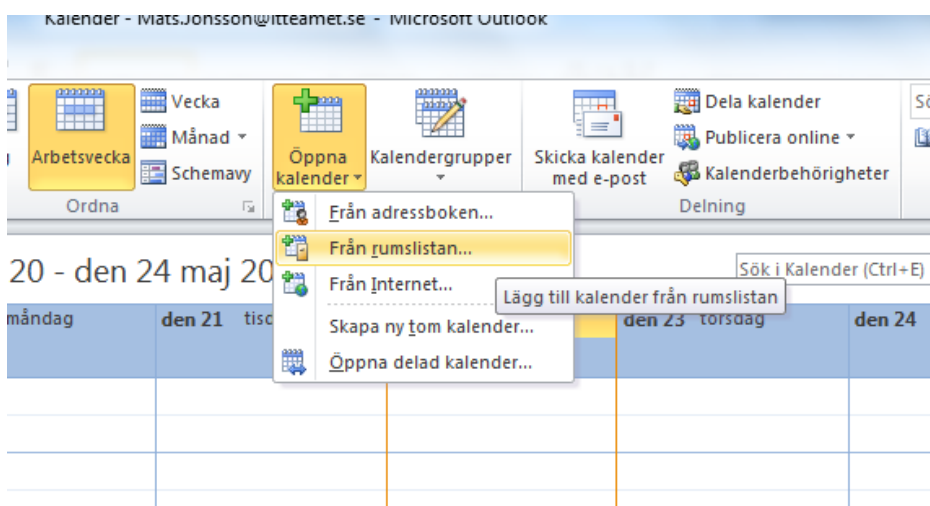 Kalender - Mats.Jonsson@itteamet.se - Microsoft Outlook
Arbetsvecka
Vecka
Månad
Schemavy
Ordna
Öppna
kalender
Kalendergrupper
Skicka kalender
med e-post
Dela kalender
Publicera online
Kalenderbehörigheter
Delning
Från adressboken...
Från rumslistan...
Från Internet...
Skapa ny tom kalender...
Öppna delad kalender...
Lägg till kalender från rumslistan
20 - den 24 maj 20
Sök i Kalender (Ctrl+E)
måndag
den 21 tisd
den 23 torsdag
den 24